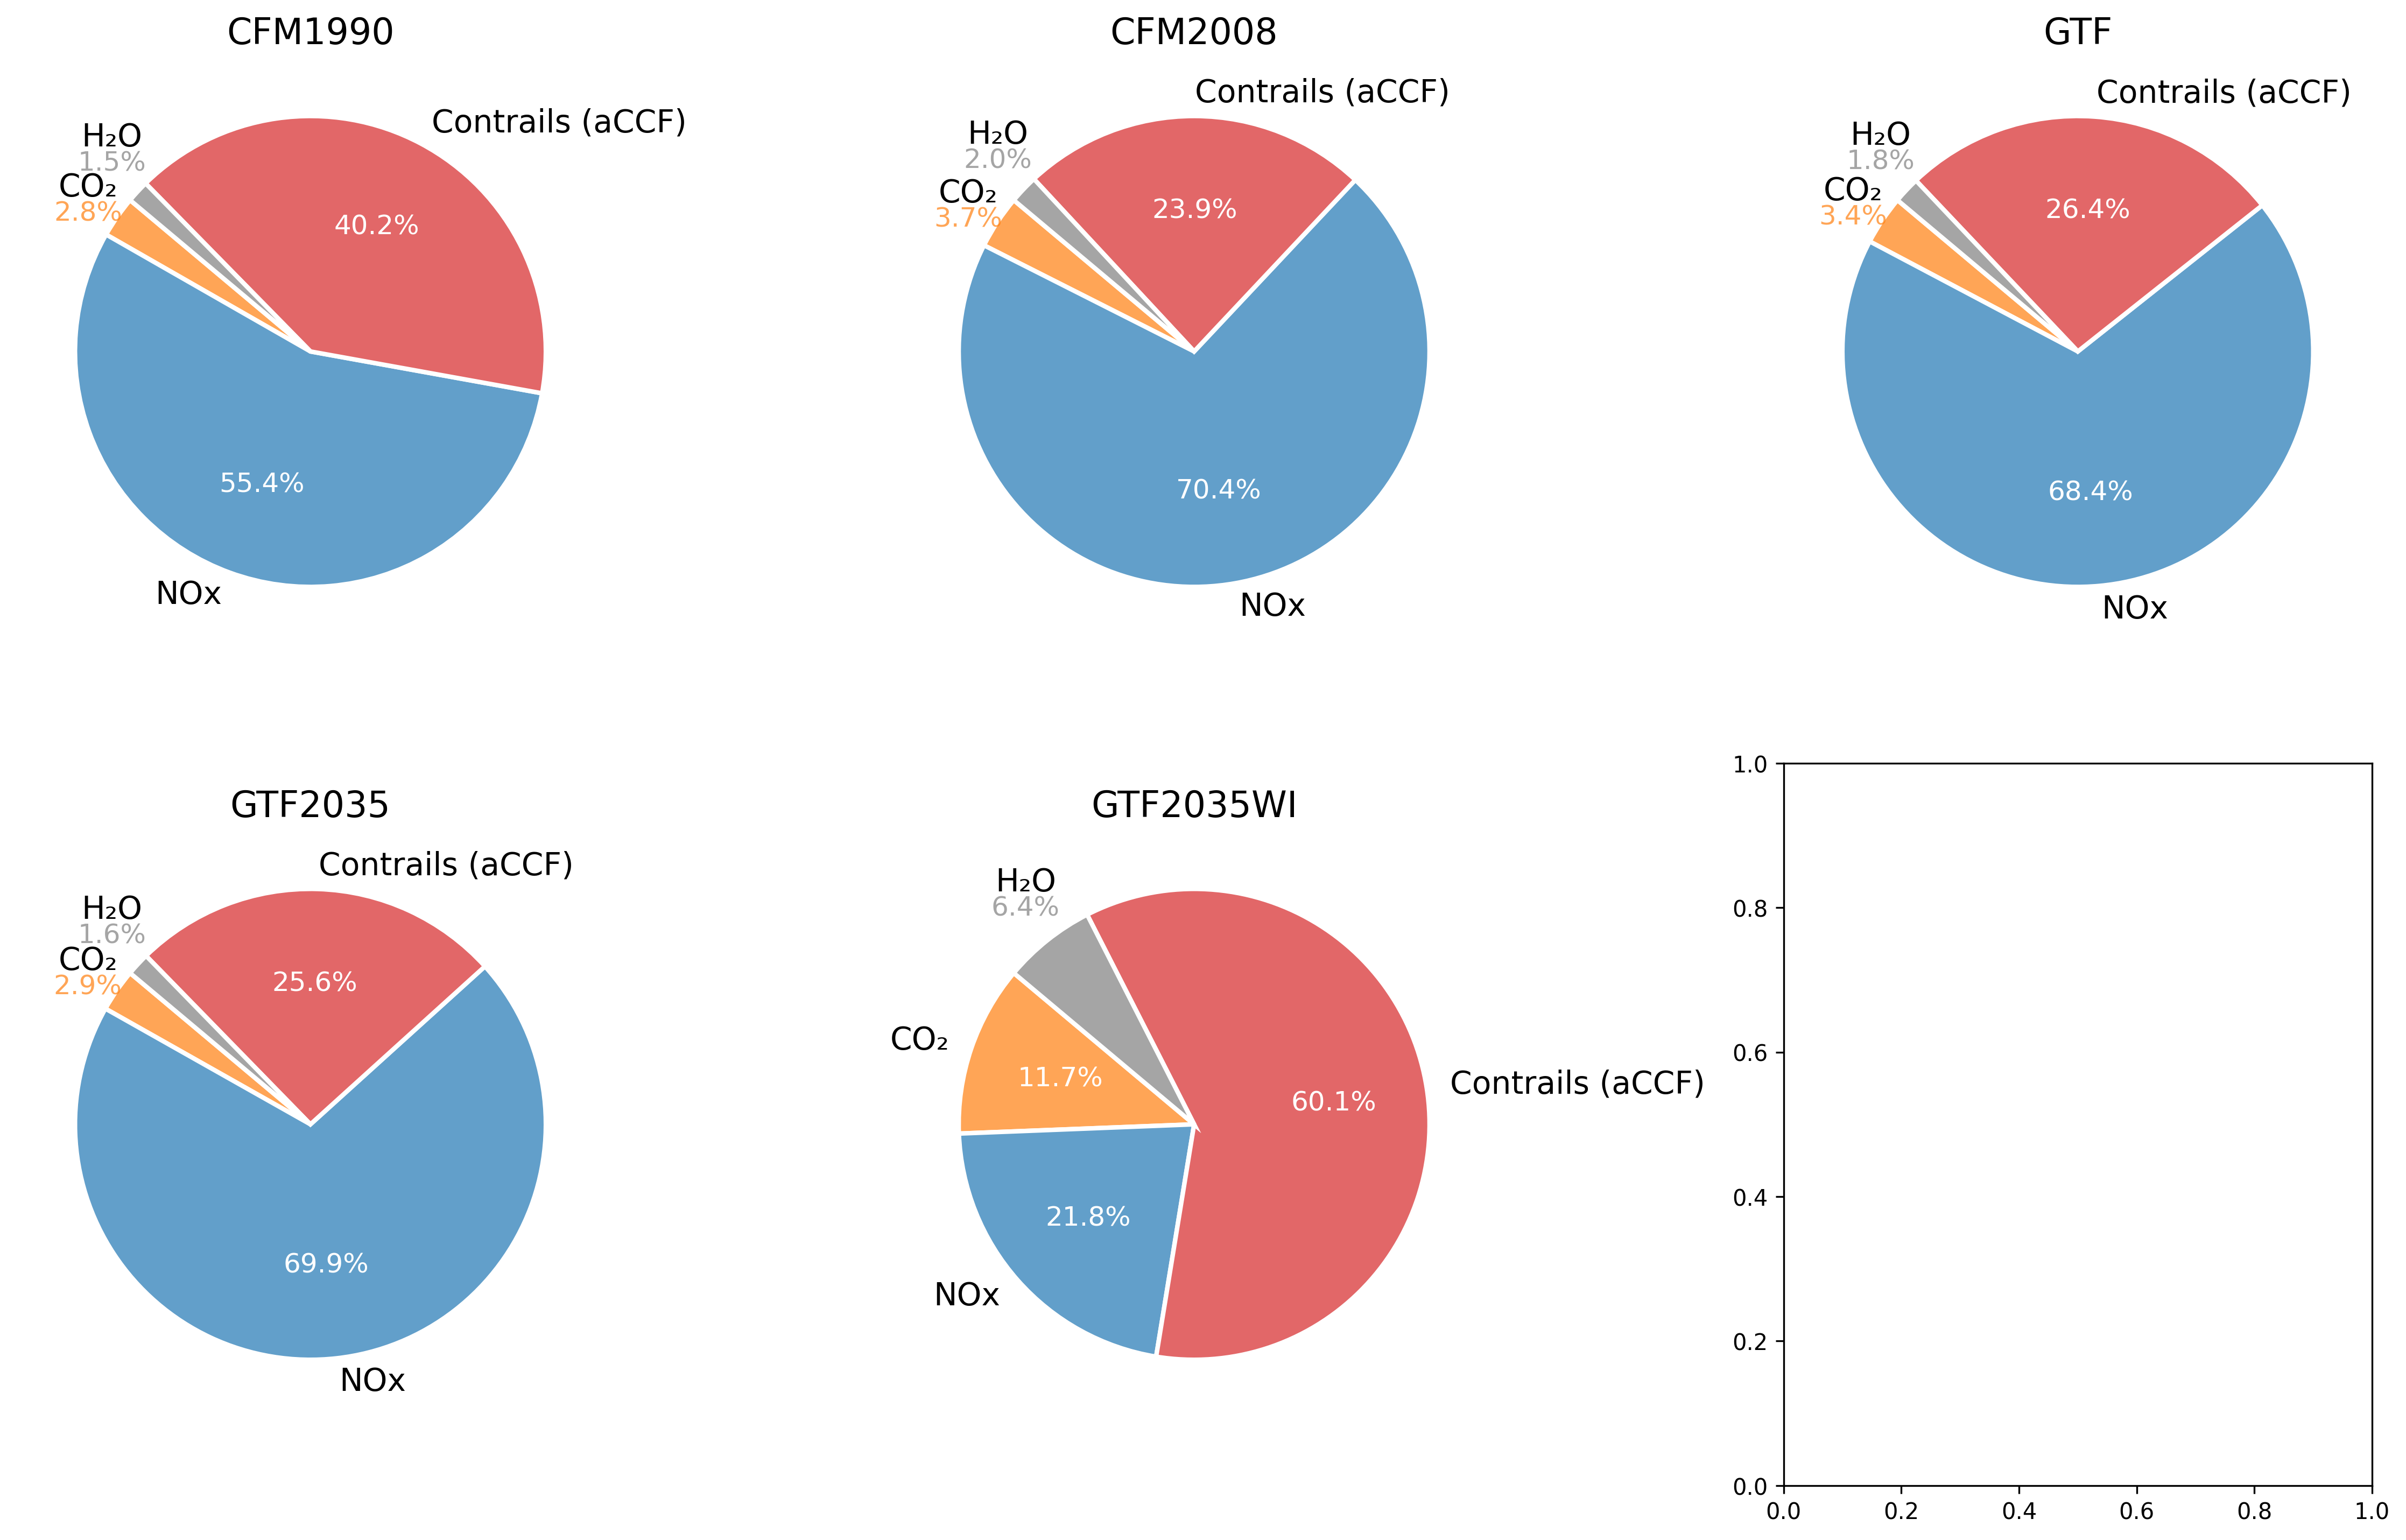 CFM1990
Contrails (aCCF)
H₂O
1.5%
CO₂
2.8%
40.2%
55.4%
NOx
CFM2008
Contrails (aCCF)
H₂O
2.0%
CO₂
3.7%
23.9%
70.4%
NOx
GTF
Contrails (aCCF)
H₂O
1.8%
CO₂
3.4%
26.4%
68.4%
NOx
GTF2035
Contrails (aCCF)
H₂O
1.6%
CO₂
2.9%
25.6%
69.9%
NOx
GTF2035WI
H₂O
6.4%
CO₂
11.7%
60.1%
Contrails (aCCF)
21.8%
NOx
1.0
0.8
0.6
0.4
0.2
0.0
0.0 0.2 0.4 0.6 0.8 1.0